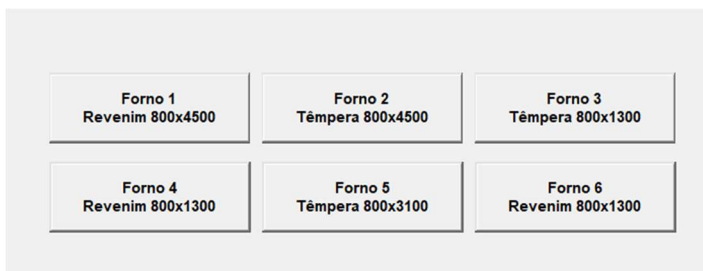 Forno 1
Revenim 800x4500
Forno 2
Têmpera 800x4500
Forno 3
Têmpera 800x1300
Forno 4
Revenim 800x1300
Forno 5
Têmpera 800x3100
Forno 6
Revenim 800x1300